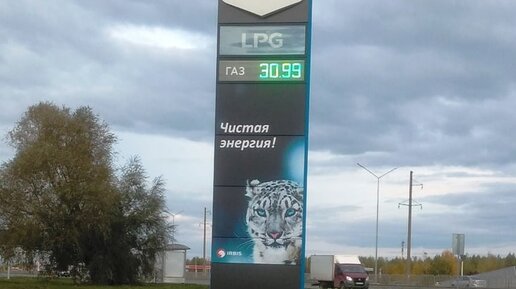 LPG
ГАЗ 30.99
Чистая
энергия!
IRBIS